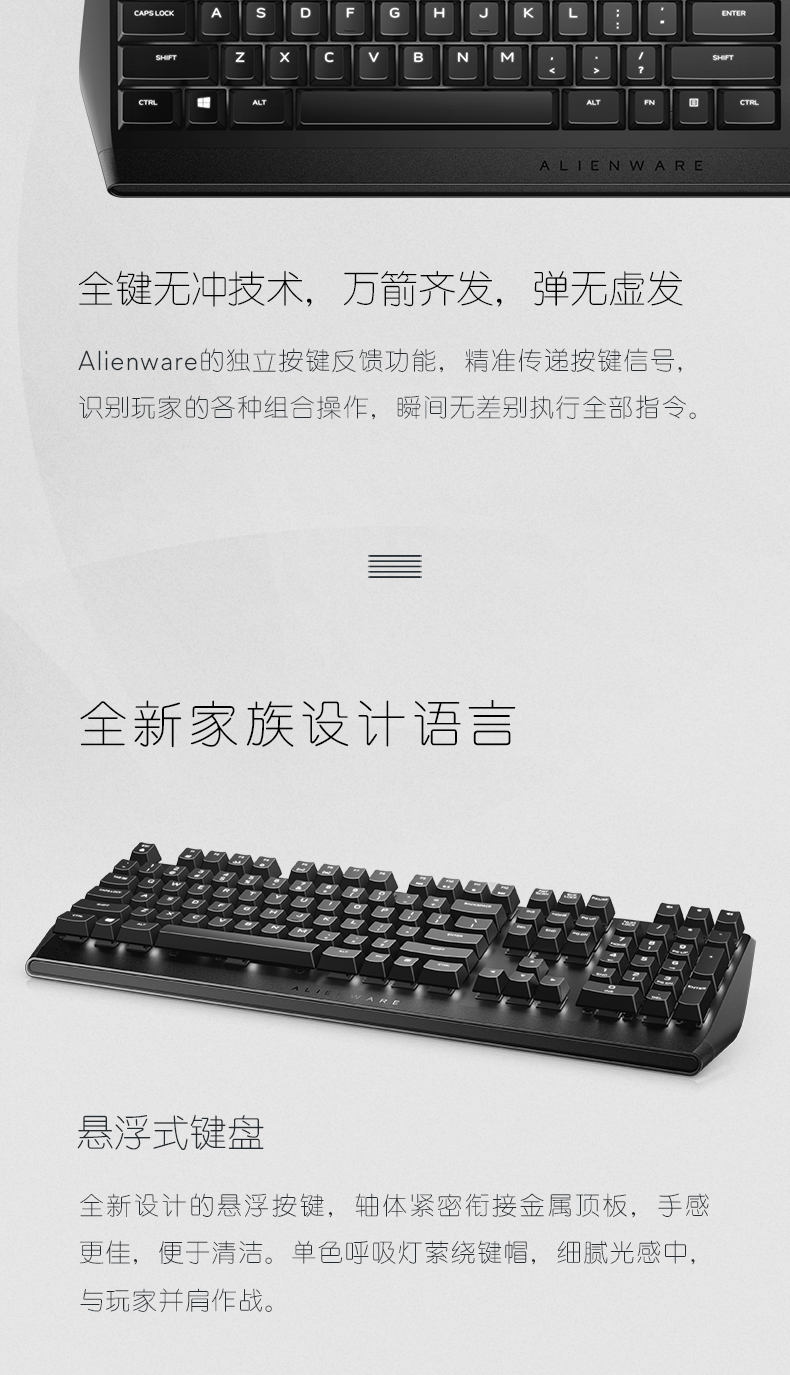 CAPS LOCK A S D F G H J K L ; : ' " ENTER
SHIFT Z X C V B N M , < . > / ? SHIFT
CTRL ALT ALT FN CTRL
ALIENWARE
全键无冲技术，万箭齐发，弹无虚发
Alienware的独立按键反馈功能，精准传递按键信号，
识别玩家的各种组合操作，瞬间无差别执行全部指令。
全新家族设计语言
ALIENWARE
悬浮式键盘
全新设计的悬浮按键，轴体紧密衔接金属顶板，手感
更佳，便于清洁。单色呼吸灯萦绕键帽，细腻光感中，
与玩家并肩作战。